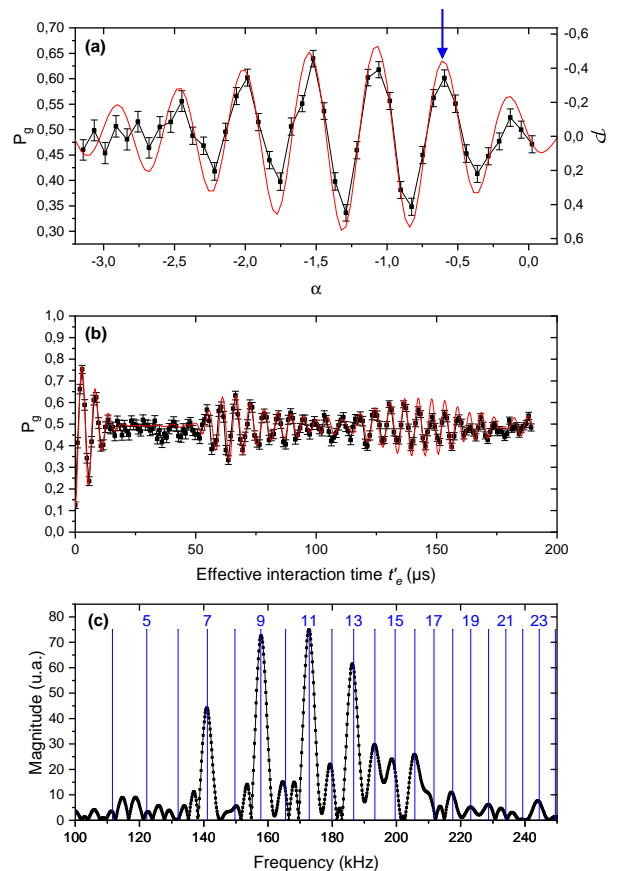 (a)
0,70
0,65
0,60
0,55
0,50
0,45
0,40
0,35
0,30
P_g
-0,6
-0,4
-0,2
0,0
0,2
0,4
0,6
𝒫
-3,0 -2,5 -2,0 -1,5 -1,0 -0,5 0,0
α
(b)
1,0
0,9
0,8
0,7
0,6
0,5
0,4
0,3
0,2
0,1
0,0
P_g
0 50 100 150 200
Effective interaction time t'_e (μs)
(c)
5 7 9 11 13 15 17 19 21 23
80
70
60
50
40
30
20
10
0
Magnitude (u.a.)
100 120 140 160 180 200 220 240
Frequency (kHz)